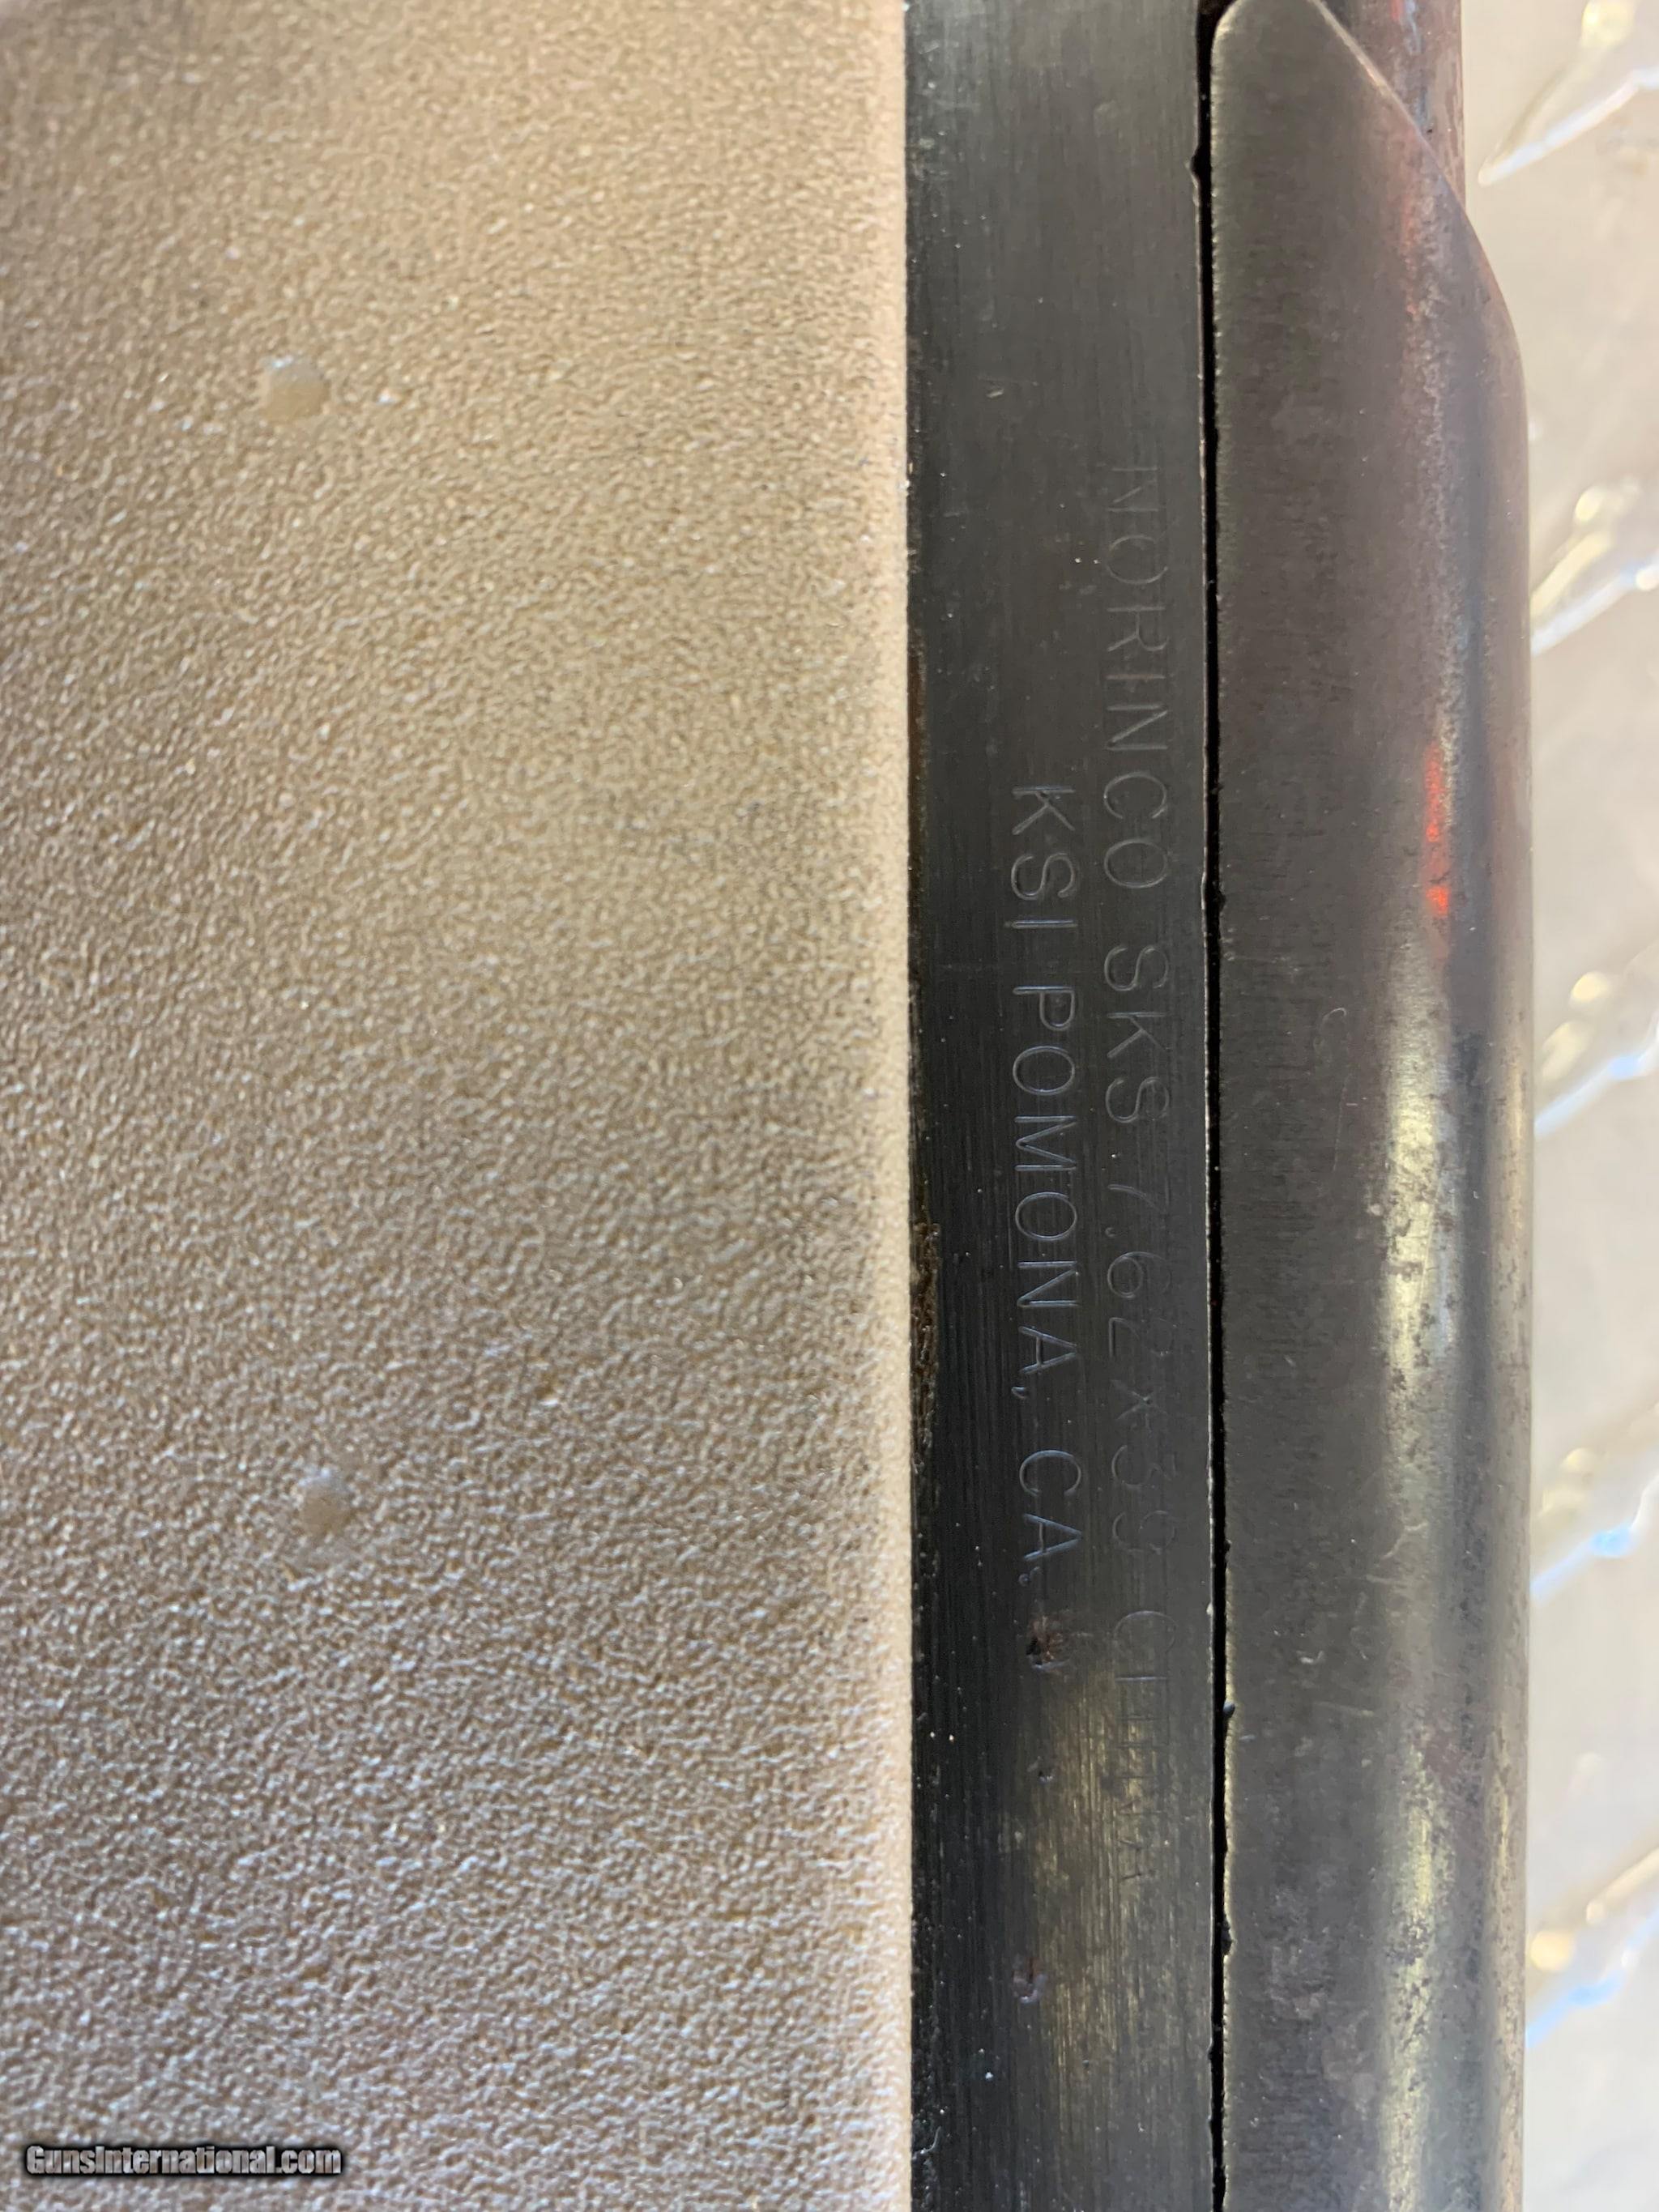 NORINCO SKS 7.62x39 CHINA
KSI POMONA, CA.
GunsInternational.com